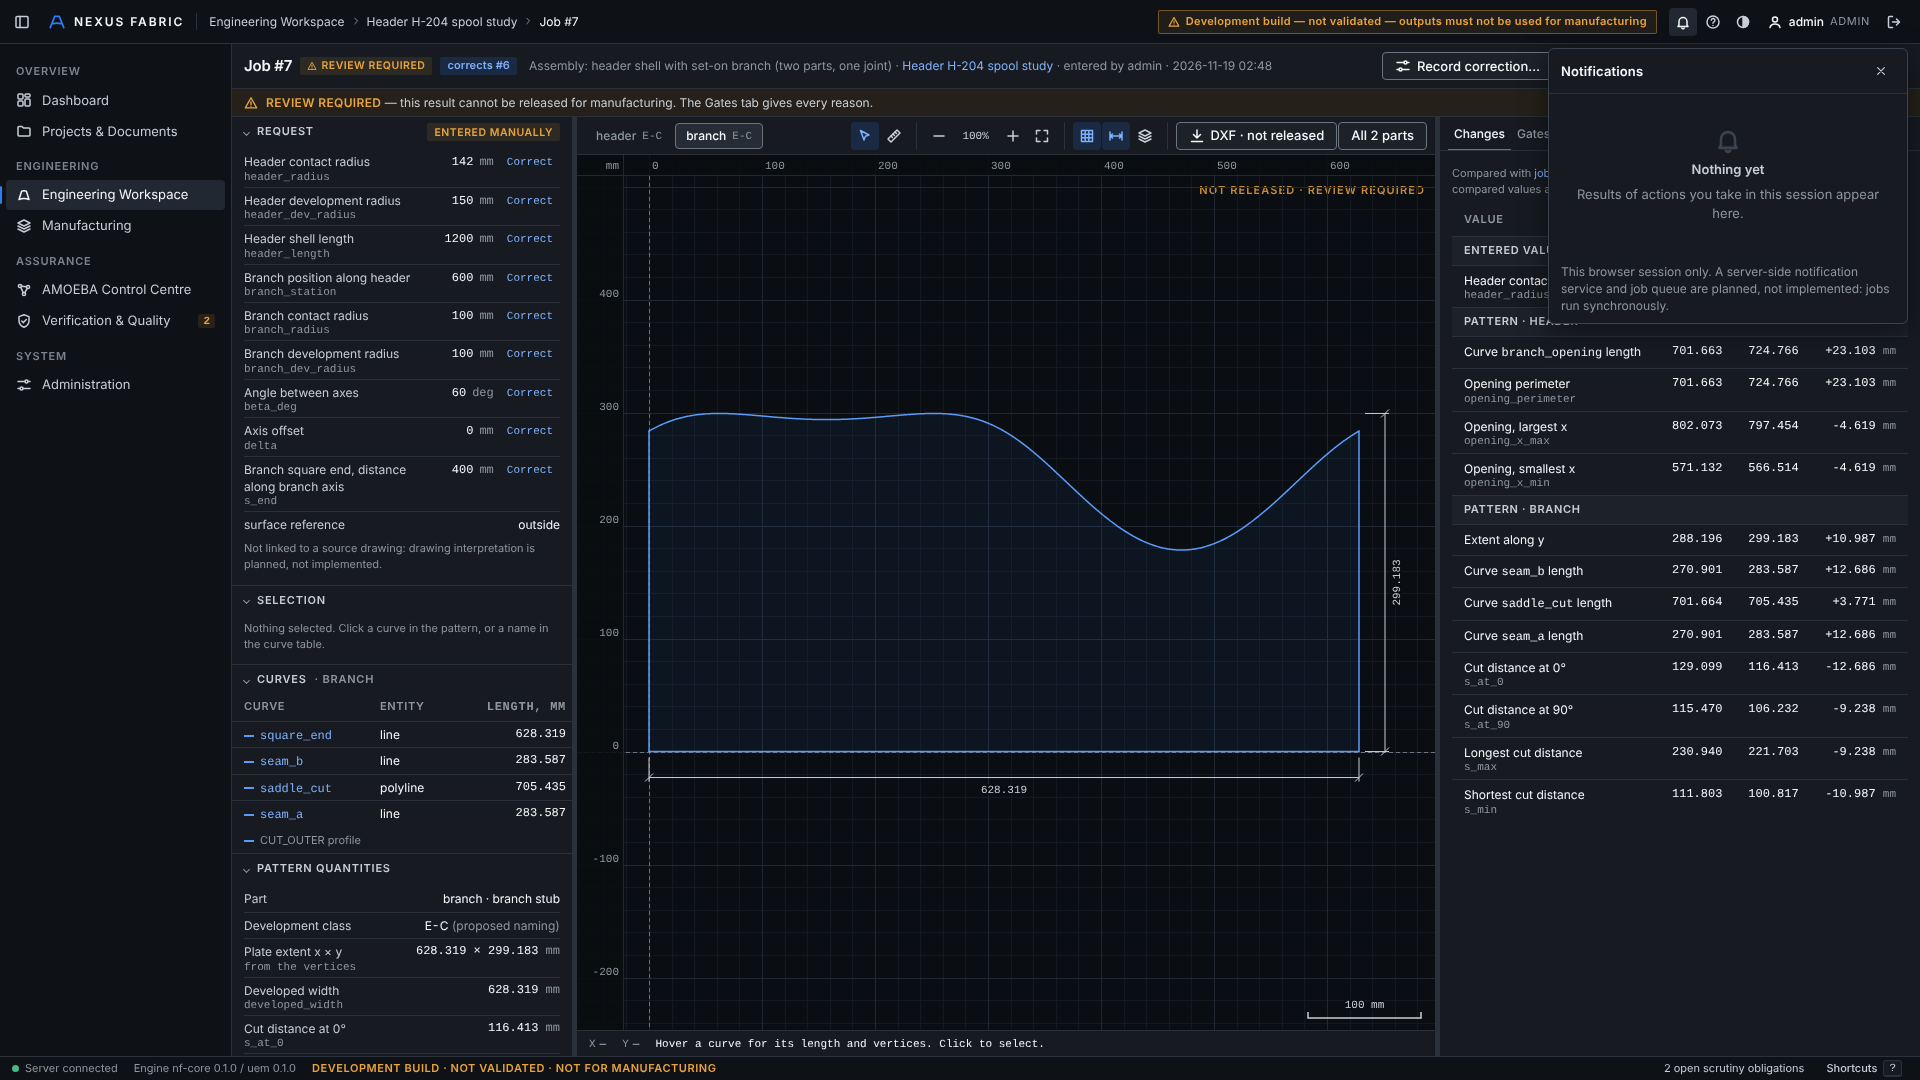 NEXUS FABRIC
Engineering Workspace › Header H-204 spool study › Job #7
Development build — not validated — outputs must not be used for manufacturing
admin ADMIN
OVERVIEW
Dashboard
Projects & Documents
ENGINEERING
Engineering Workspace
Manufacturing
ASSURANCE
AMOEBA Control Centre
Verification & Quality 2
SYSTEM
Administration
Job #7 REVIEW REQUIRED corrects #6 Assembly: header shell with set-on branch (two parts, one joint) · Header H-204 spool study · entered by admin · 2026-11-19 02:48
Record correction...
REVIEW REQUIRED — this result cannot be released for manufacturing. The Gates tab gives every reason.
REQUEST ENTERED MANUALLY
Header contact radius 142 mm Correct
header_radius
Header development radius 150 mm Correct
header_dev_radius
Header shell length 1200 mm Correct
header_length
Branch position along header 600 mm Correct
branch_station
Branch contact radius 100 mm Correct
branch_radius
Branch development radius 100 mm Correct
branch_dev_radius
Angle between axes 60 deg Correct
beta_deg
Axis offset 0 mm Correct
delta
Branch square end, distance 400 mm Correct
along branch axis
s_end
surface reference outside
Not linked to a source drawing: drawing interpretation is
planned, not implemented.
SELECTION
Nothing selected. Click a curve in the pattern, or a name in
the curve table.
CURVES · BRANCH
CURVE ENTITY LENGTH, MM
square_end line 628.319
seam_b line 283.587
saddle_cut polyline 705.435
seam_a line 283.587
CUT_OUTER profile
PATTERN QUANTITIES
Part branch · branch stub
Development class E-C (proposed naming)
Plate extent x × y 628.319 × 299.183 mm
from the vertices
Developed width 628.319 mm
developed_width
Cut distance at 0° 116.413 mm
s_at_0
header E-C branch E-C
100%
DXF · not released All 2 parts
mm 0 100 200 300 400 500 600
NOT RELEASED · REVIEW REQUIRED
400
300
200
100
0
-100
-200
299.183
628.319
100 mm
X — Y — Hover a curve for its length and vertices. Click to select.
Changes Gates
Compared with job
compared values a
VALUE
ENTERED VALU
Header contac
header_radius
PATTERN · HEADER
Curve branch_opening length 701.663 724.766 +23.103 mm
Opening perimeter 701.663 724.766 +23.103 mm
opening_perimeter
Opening, largest x 802.073 797.454 -4.619 mm
opening_x_max
Opening, smallest x 571.132 566.514 -4.619 mm
opening_x_min
PATTERN · BRANCH
Extent along y 288.196 299.183 +10.987 mm
Curve seam_b length 270.901 283.587 +12.686 mm
Curve saddle_cut length 701.664 705.435 +3.771 mm
Curve seam_a length 270.901 283.587 +12.686 mm
Cut distance at 0° 129.099 116.413 -12.686 mm
s_at_0
Cut distance at 90° 115.470 106.232 -9.238 mm
s_at_90
Longest cut distance 230.940 221.703 -9.238 mm
s_max
Shortest cut distance 111.803 100.817 -10.987 mm
s_min
Notifications
Nothing yet
Results of actions you take in this session appear
here.
This browser session only. A server-side notification
service and job queue are planned, not implemented: jobs
run synchronously.
Server connected Engine nf-core 0.1.0 / uem 0.1.0 DEVELOPMENT BUILD · NOT VALIDATED · NOT FOR MANUFACTURING
2 open scrutiny obligations Shortcuts ?